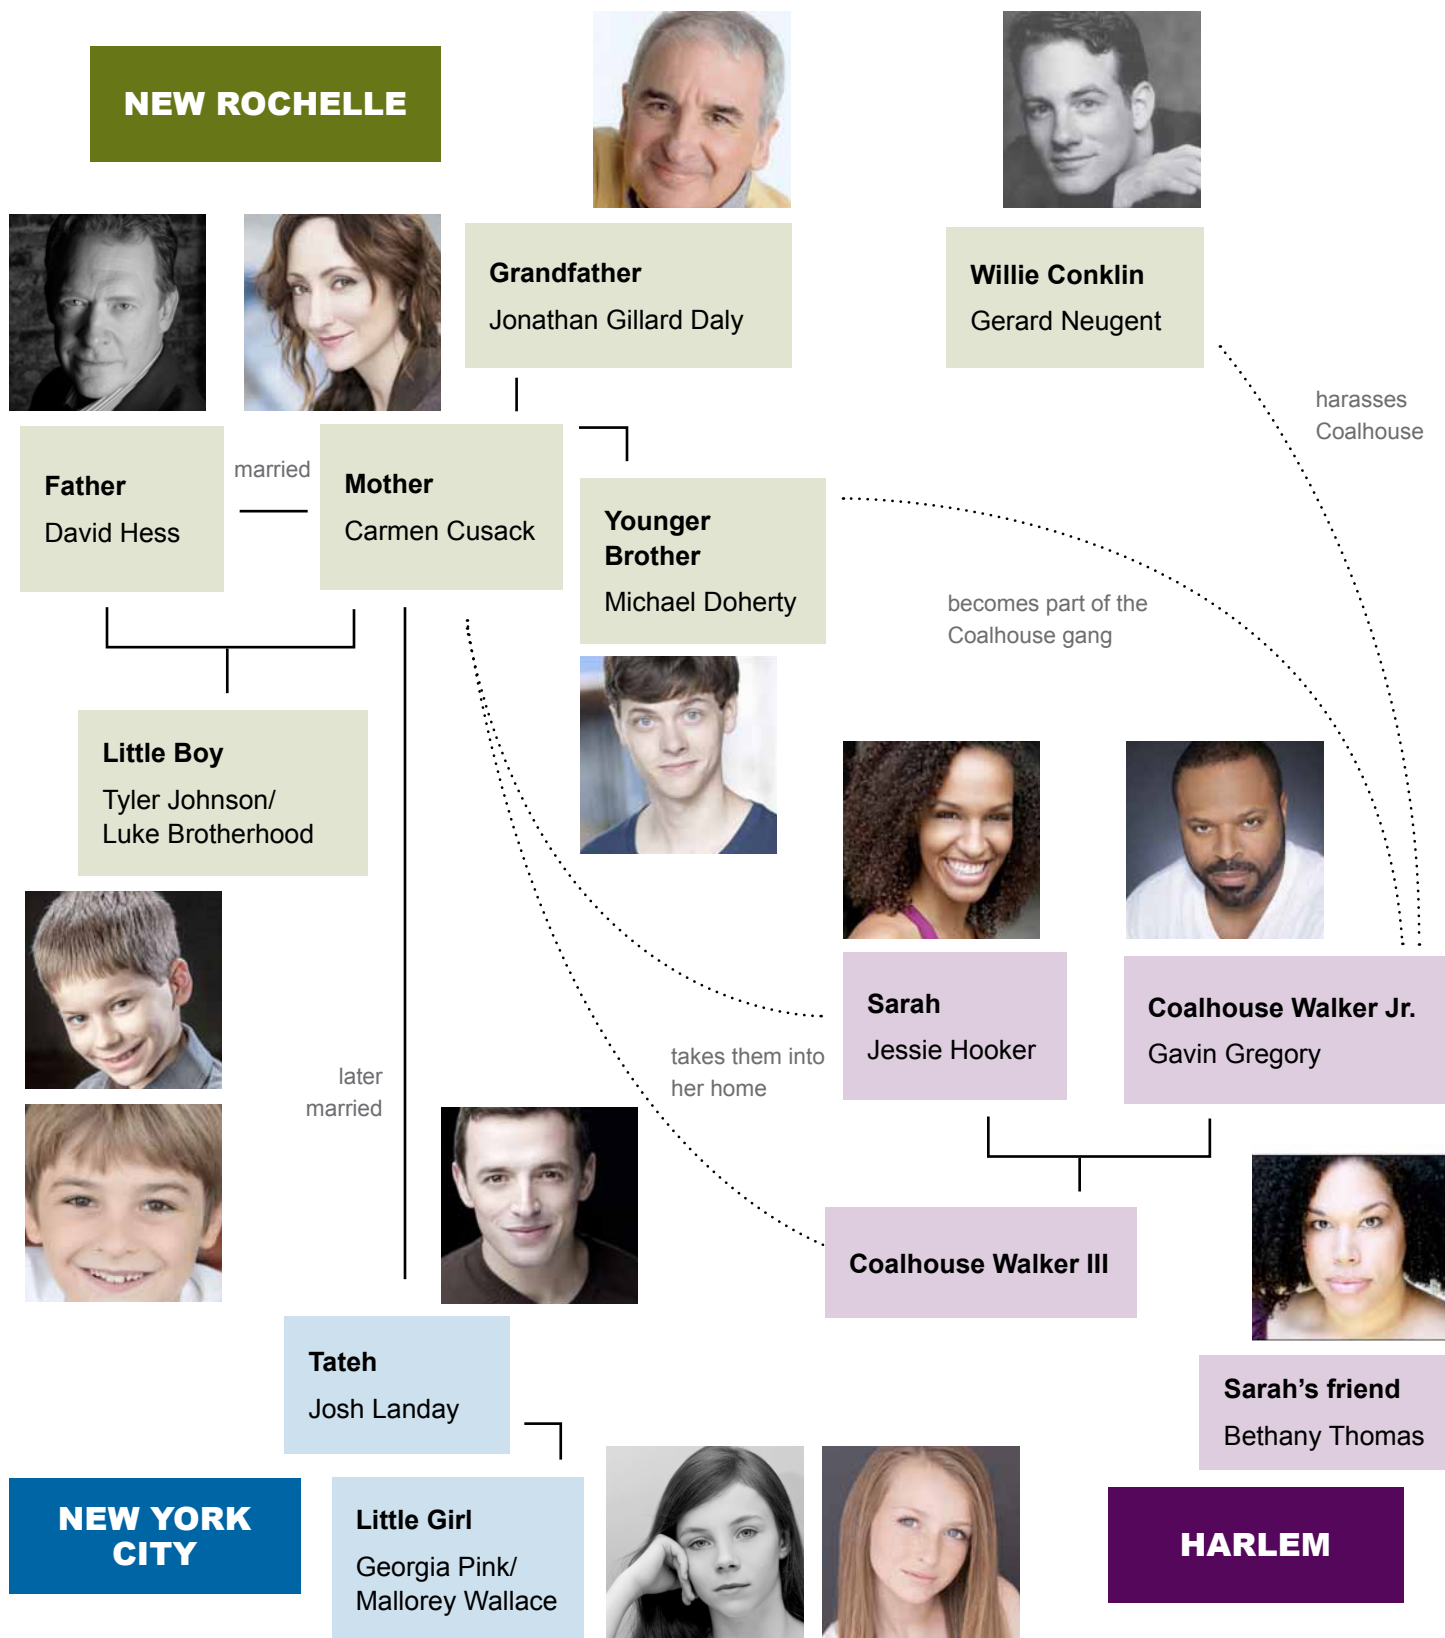 NEW ROCHELLE
Grandfather
Jonathan Gillard Daly
Willie Conklin
Gerard Neugent
harasses
Coalhouse
Father
David Hess
married
Mother
Carmen Cusack
Younger
Brother
Michael Doherty
becomes part of the
Coalhouse gang
Little Boy
Tyler Johnson/
Luke Brotherhood
Sarah
Jessie Hooker
Coalhouse Walker Jr.
Gavin Gregory
takes them into
her home
later
married
Coalhouse Walker III
Tateh
Josh Landay
Sarah’s friend
Bethany Thomas
NEW YORK
CITY
Little Girl
Georgia Pink/
Mallorey Wallace
HARLEM